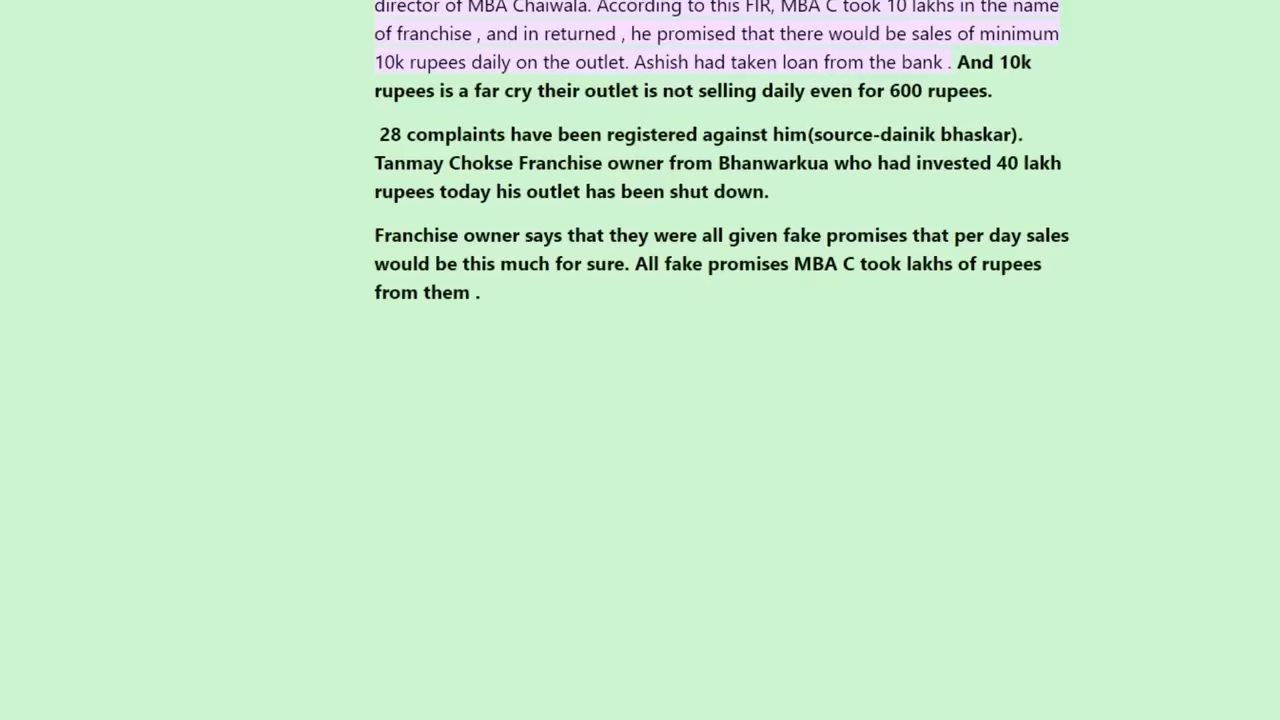 director of MBA Chaiwala. According to this FIR, MBA C took 10 lakhs in the name
of franchise , and in returned , he promised that there would be sales of minimum
10k rupees daily on the outlet. Ashish had taken loan from the bank . And 10k
rupees is a far cry their outlet is not selling daily even for 600 rupees.
28 complaints have been registered against him(source-dainik bhaskar).
Tanmay Chokse Franchise owner from Bhanwarkua who had invested 40 lakh
rupees today his outlet has been shut down.
Franchise owner says that they were all given fake promises that per day sales
would be this much for sure. All fake promises MBA C took lakhs of rupees
from them .